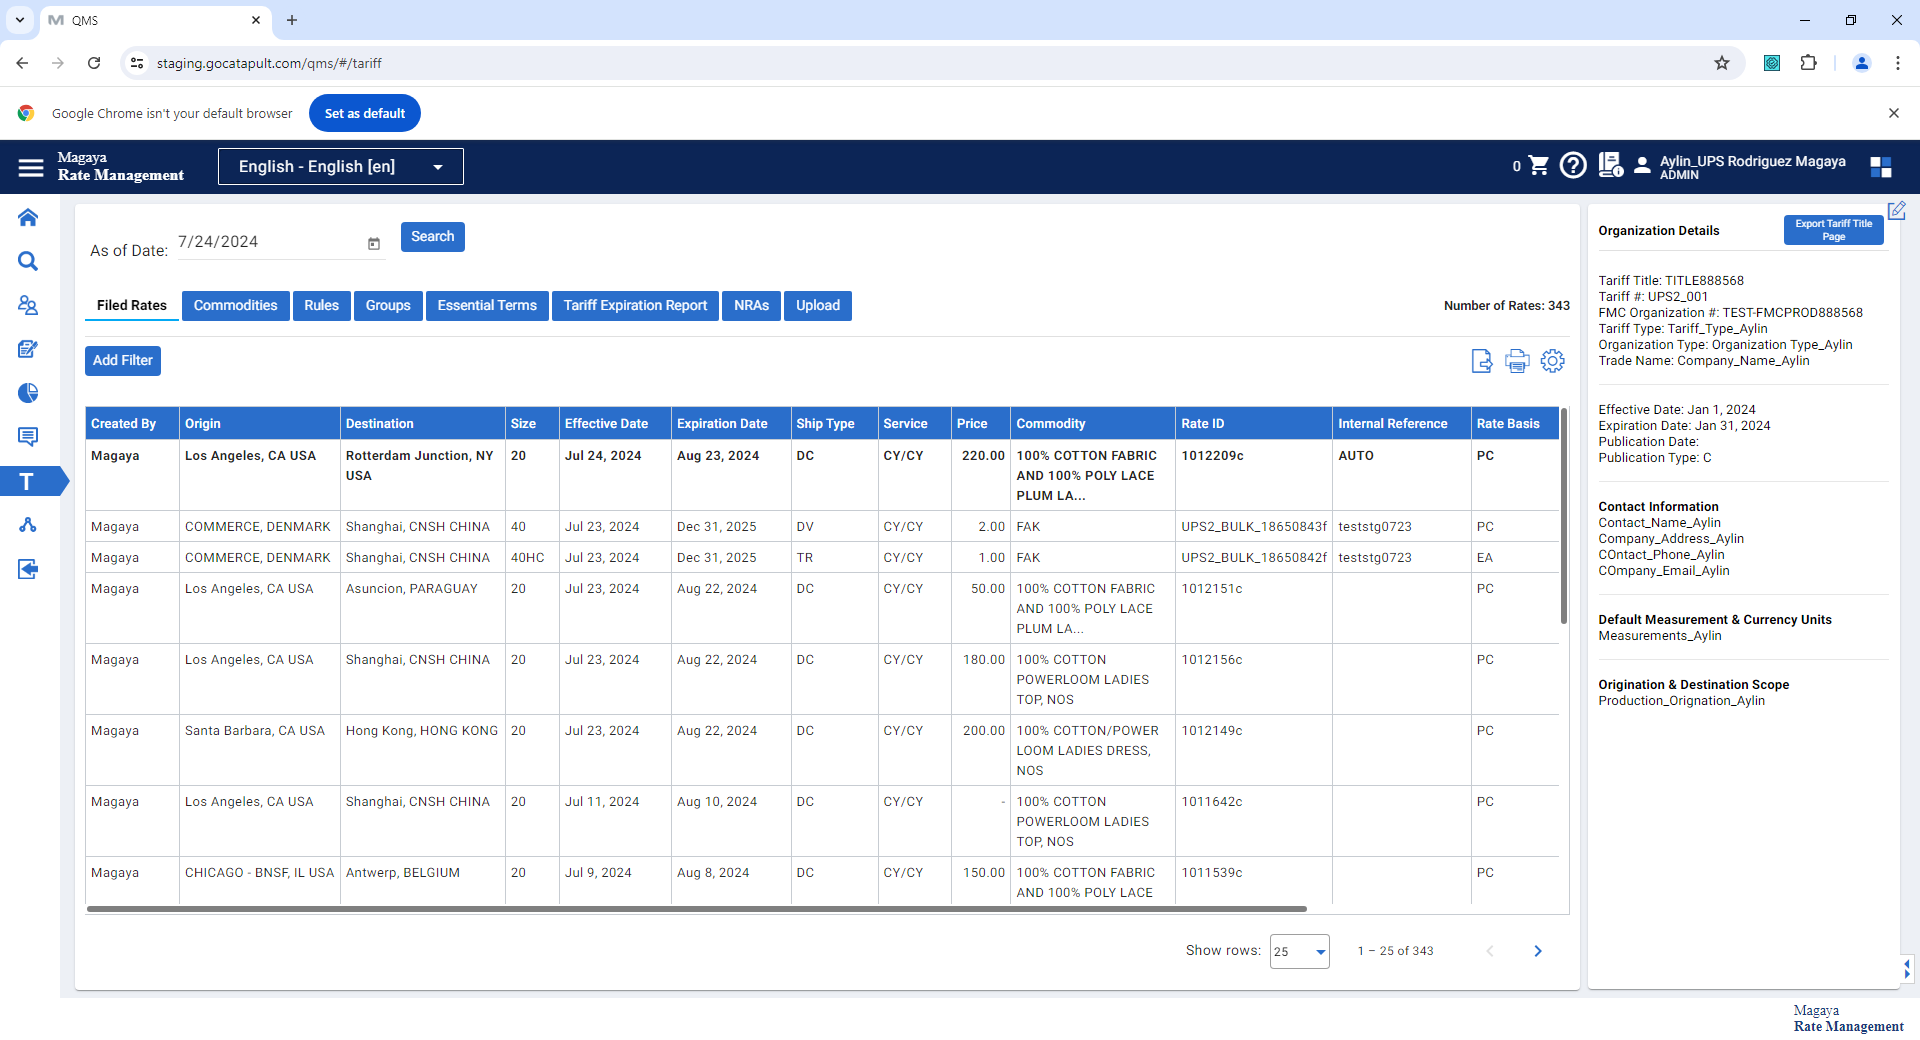 QMS
staging.gocatapult.com/qms/#/tariff
Google Chrome isn't your default browser
Set as default
Magaya
Rate Management
English - English [en]
0
Aylin_UPS Rodriguez Magaya
ADMIN
As of Date:
7/24/2024
Search
Filed Rates
Commodities
Rules
Groups
Essential Terms
Tariff Expiration Report
NRAs
Upload
Number of Rates: 343
Add Filter
Created By Origin Destination Size Effective Date Expiration Date Ship Type Service Price Commodity Rate ID Internal Reference Rate Basis
Magaya Los Angeles, CA USA Rotterdam Junction, NY 20 Jul 24, 2024 Aug 23, 2024 DC CY/CY 220.00 100% COTTON FABRIC 1012209c AUTO PC
USA AND 100% POLY LACE
PLUM LA...
Magaya COMMERCE, DENMARK Shanghai, CNSH CHINA 40 Jul 23, 2024 Dec 31, 2025 DV CY/CY 2.00 FAK UPS2_BULK_18650843f teststg0723 PC
Magaya COMMERCE, DENMARK Shanghai, CNSH CHINA 40HC Jul 23, 2024 Dec 31, 2025 TR CY/CY 1.00 FAK UPS2_BULK_18650842f teststg0723 EA
Magaya Los Angeles, CA USA Asuncion, PARAGUAY 20 Jul 23, 2024 Aug 22, 2024 DC CY/CY 50.00 100% COTTON FABRIC 1012151c PC
AND 100% POLY LACE
PLUM LA...
Magaya Los Angeles, CA USA Shanghai, CNSH CHINA 20 Jul 23, 2024 Aug 22, 2024 DC CY/CY 180.00 100% COTTON 1012156c PC
POWERLOOM LADIES
TOP, NOS
Magaya Santa Barbara, CA USA Hong Kong, HONG KONG 20 Jul 23, 2024 Aug 22, 2024 DC CY/CY 200.00 100% COTTON/POWER 1012149c PC
LOOM LADIES DRESS,
NOS
Magaya Los Angeles, CA USA Shanghai, CNSH CHINA 20 Jul 11, 2024 Aug 10, 2024 DC CY/CY - 100% COTTON 1011642c PC
POWERLOOM LADIES
TOP, NOS
Magaya CHICAGO - BNSF, IL USA Antwerp, BELGIUM 20 Jul 9, 2024 Aug 8, 2024 DC CY/CY 150.00 100% COTTON FABRIC 1011539c PC
AND 100% POLY LACE
Show rows: 25 1 – 25 of 343
Organization Details
Export Tariff Title
Page
Tariff Title: TITLE888568
Tariff #: UPS2_001
FMC Organization #: TEST-FMCPROD888568
Tariff Type: Tariff_Type_Aylin
Organization Type: Organization Type_Aylin
Trade Name: Company_Name_Aylin
Effective Date: Jan 1, 2024
Expiration Date: Jan 31, 2024
Publication Date:
Publication Type: C
Contact Information
Contact_Name_Aylin
Company_Address_Aylin
COntact_Phone_Aylin
COmpany_Email_Aylin
Default Measurement & Currency Units
Measurements_Aylin
Origination & Destination Scope
Production_Orignation_Aylin
T
Magaya
Rate Management